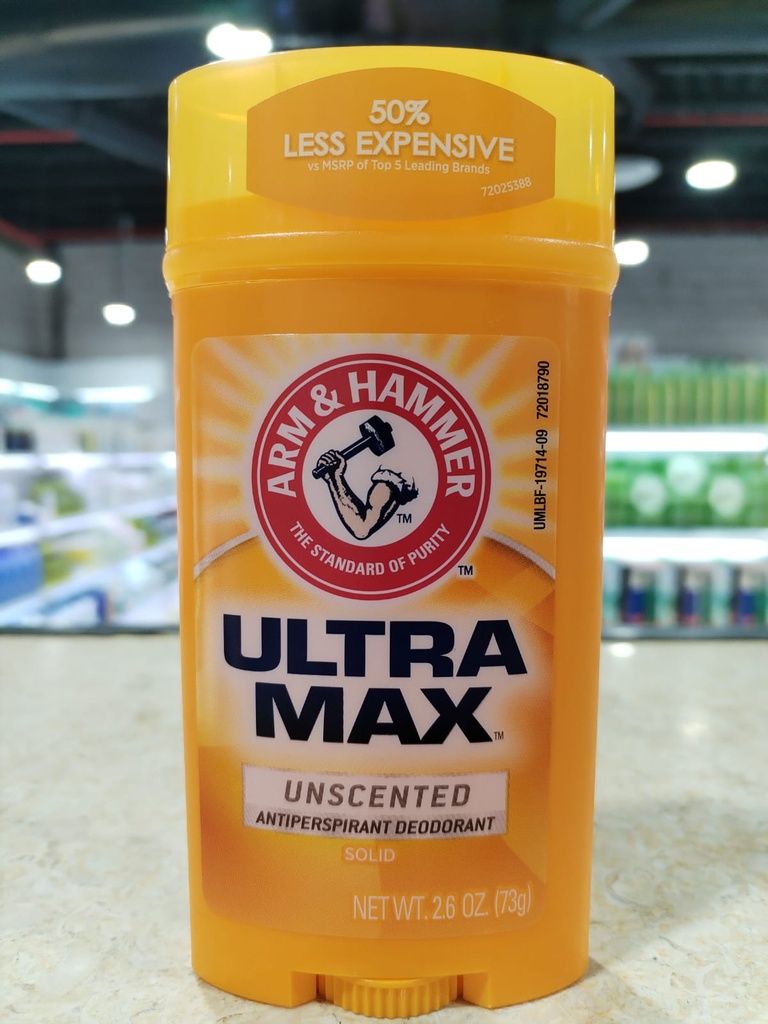 50%
LESS EXPENSIVE
vs MSRP of Top 5 Leading Brands
72025388
ARM & HAMMER
TM
THE STANDARD OF PURITY
TM
UMLBF-19714-09 72018790
ULTRA
MAX TM
UNSCENTED
ANTIPERSPIRANT DEODORANT
SOLID
NET WT. 2.6 OZ. (73g)